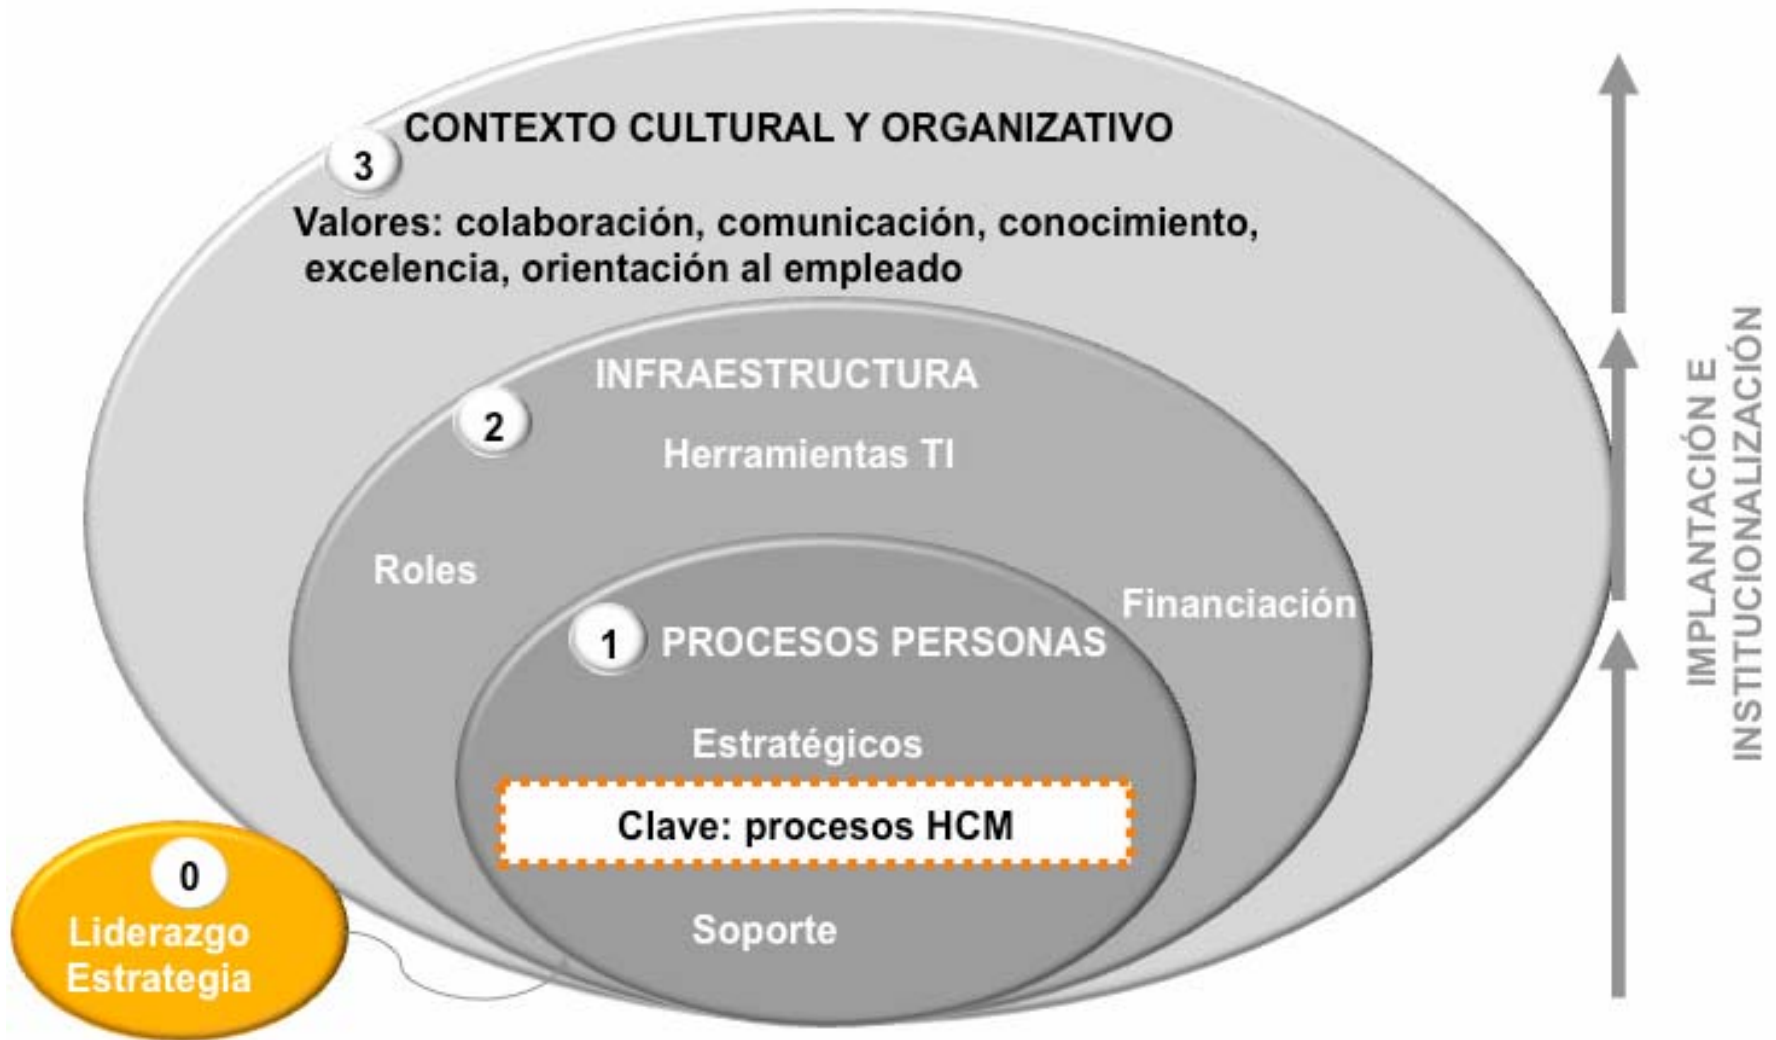 3
CONTEXTO CULTURAL Y ORGANIZATIVO
Valores: colaboración, comunicación, conocimiento,
excelencia, orientación al empleado
2
INFRAESTRUCTURA
Herramientas TI
Roles
Financiación
1
PROCESOS PERSONAS
Estratégicos
Clave: procesos HCM
Soporte
0
Liderazgo
Estrategia
IMPLANTACIÓN E
INSTITUCIONALIZACIÓN